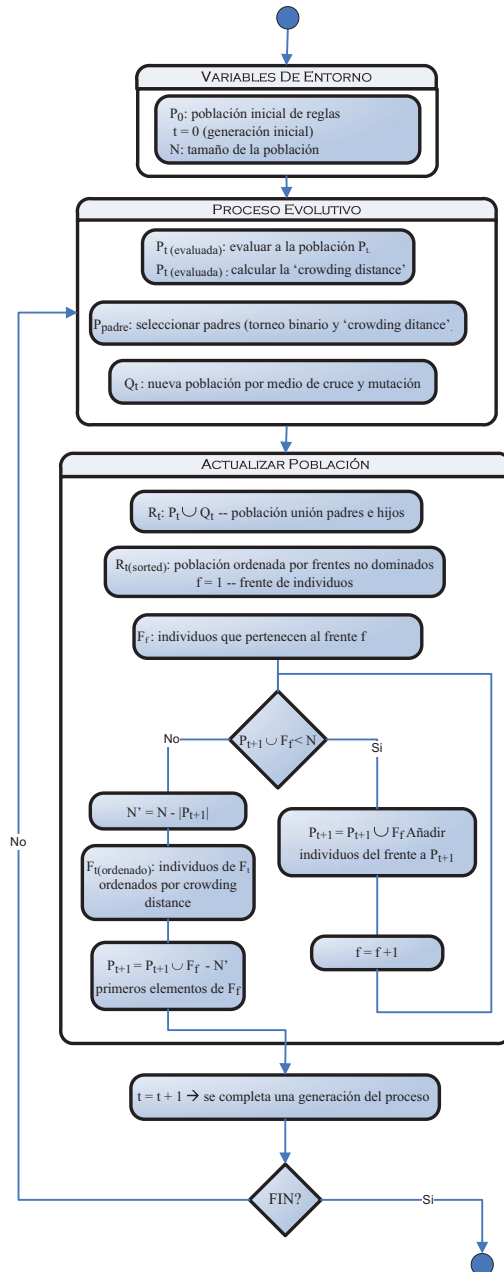 VARIABLES DE ENTORNO
P0: población inicial de reglas
t = 0 (generación inicial)
N: tamaño de la población
PROCESO EVOLUTIVO
Pt (evaluada): evaluar a la población Pt.
Pt (evaluada) : calcular la ‘crowding distance’
Ppadre: seleccionar padres (torneo binario y ‘crowding ditance’.
Qt : nueva población por medio de cruce y mutación
ACTUALIZAR POBLACIÓN
Rt: Pt ∪ Qt -- población unión padres e hijos
Rt(sorted): población ordenada por frentes no dominados
f = 1 -- frente de individuos
Ff : individuos que pertenecen al frente f
Pt+1 ∪ Ff < N
No
Si
N’ = N - |Pt+1|
Ft(ordenado): individuos de Ft
ordenados por crowding
distance
Pt+1 = Pt+1 ∪ Ff - N’
primeros elementos de Ff
Pt+1 = Pt+1 ∪ Ff Añadir
individuos del frente a Pt+1
f = f +1
No
t = t + 1 → se completa una generación del proceso
FIN?
Si